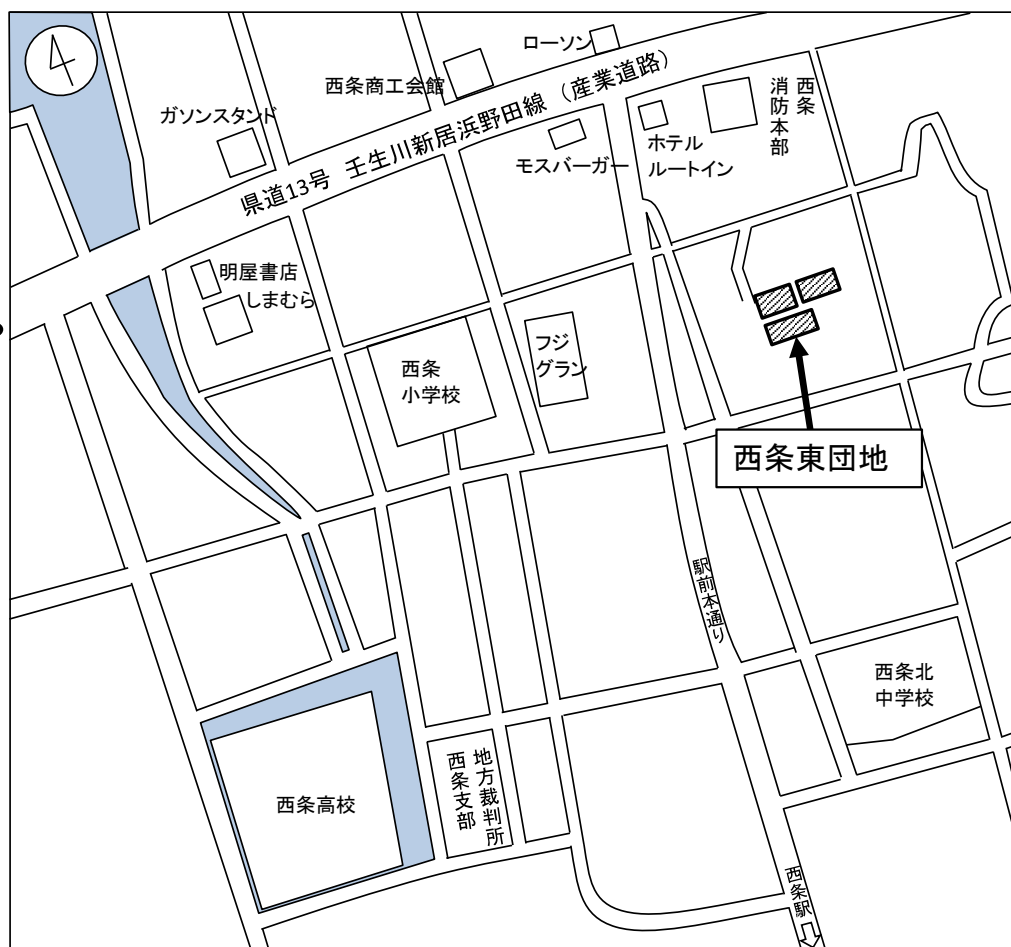 ローソン
西条商工会館
ガソンスタンド
県道13号 壬生川新居浜野田線（産業道路）
モスバーガー
ホテル
ルートイン
西条
消防本部
明屋書店
しまむら
西条
小学校
フジ
グラン
西条東団地
駅前本通り
西条北
中学校
西条高校
地方裁判所
西条支部
西条駅